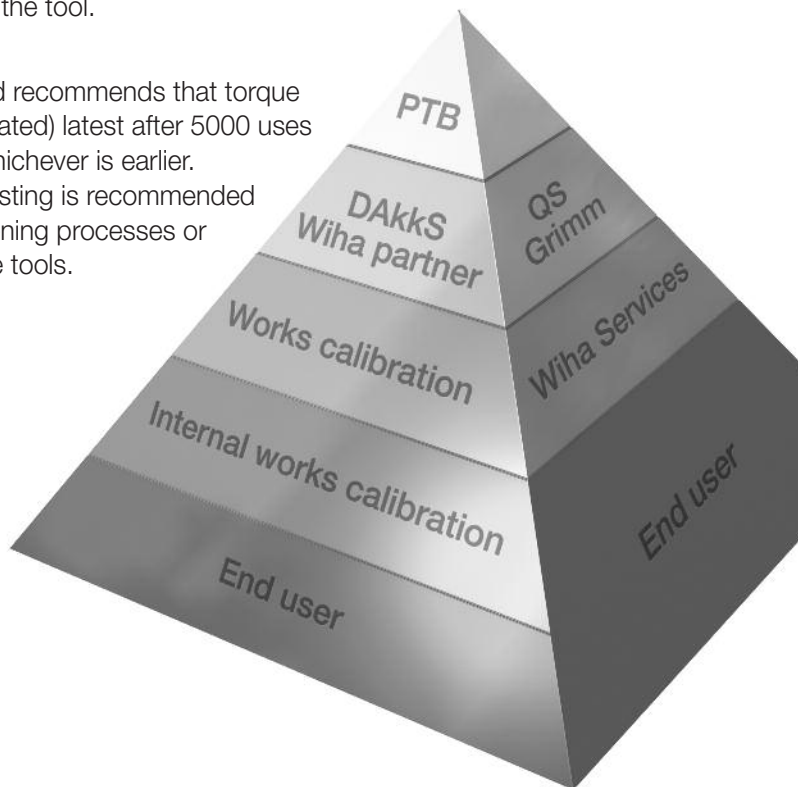 the tool.
d recommends that torque
ated) latest after 5000 uses
hichever is earlier.
sting is recommended
ning processes or
e tools.
PTB
DAkkS
Wiha partner
Works calibration
Internal works calibration
End user
QS
Grimm
Wiha Services
End user